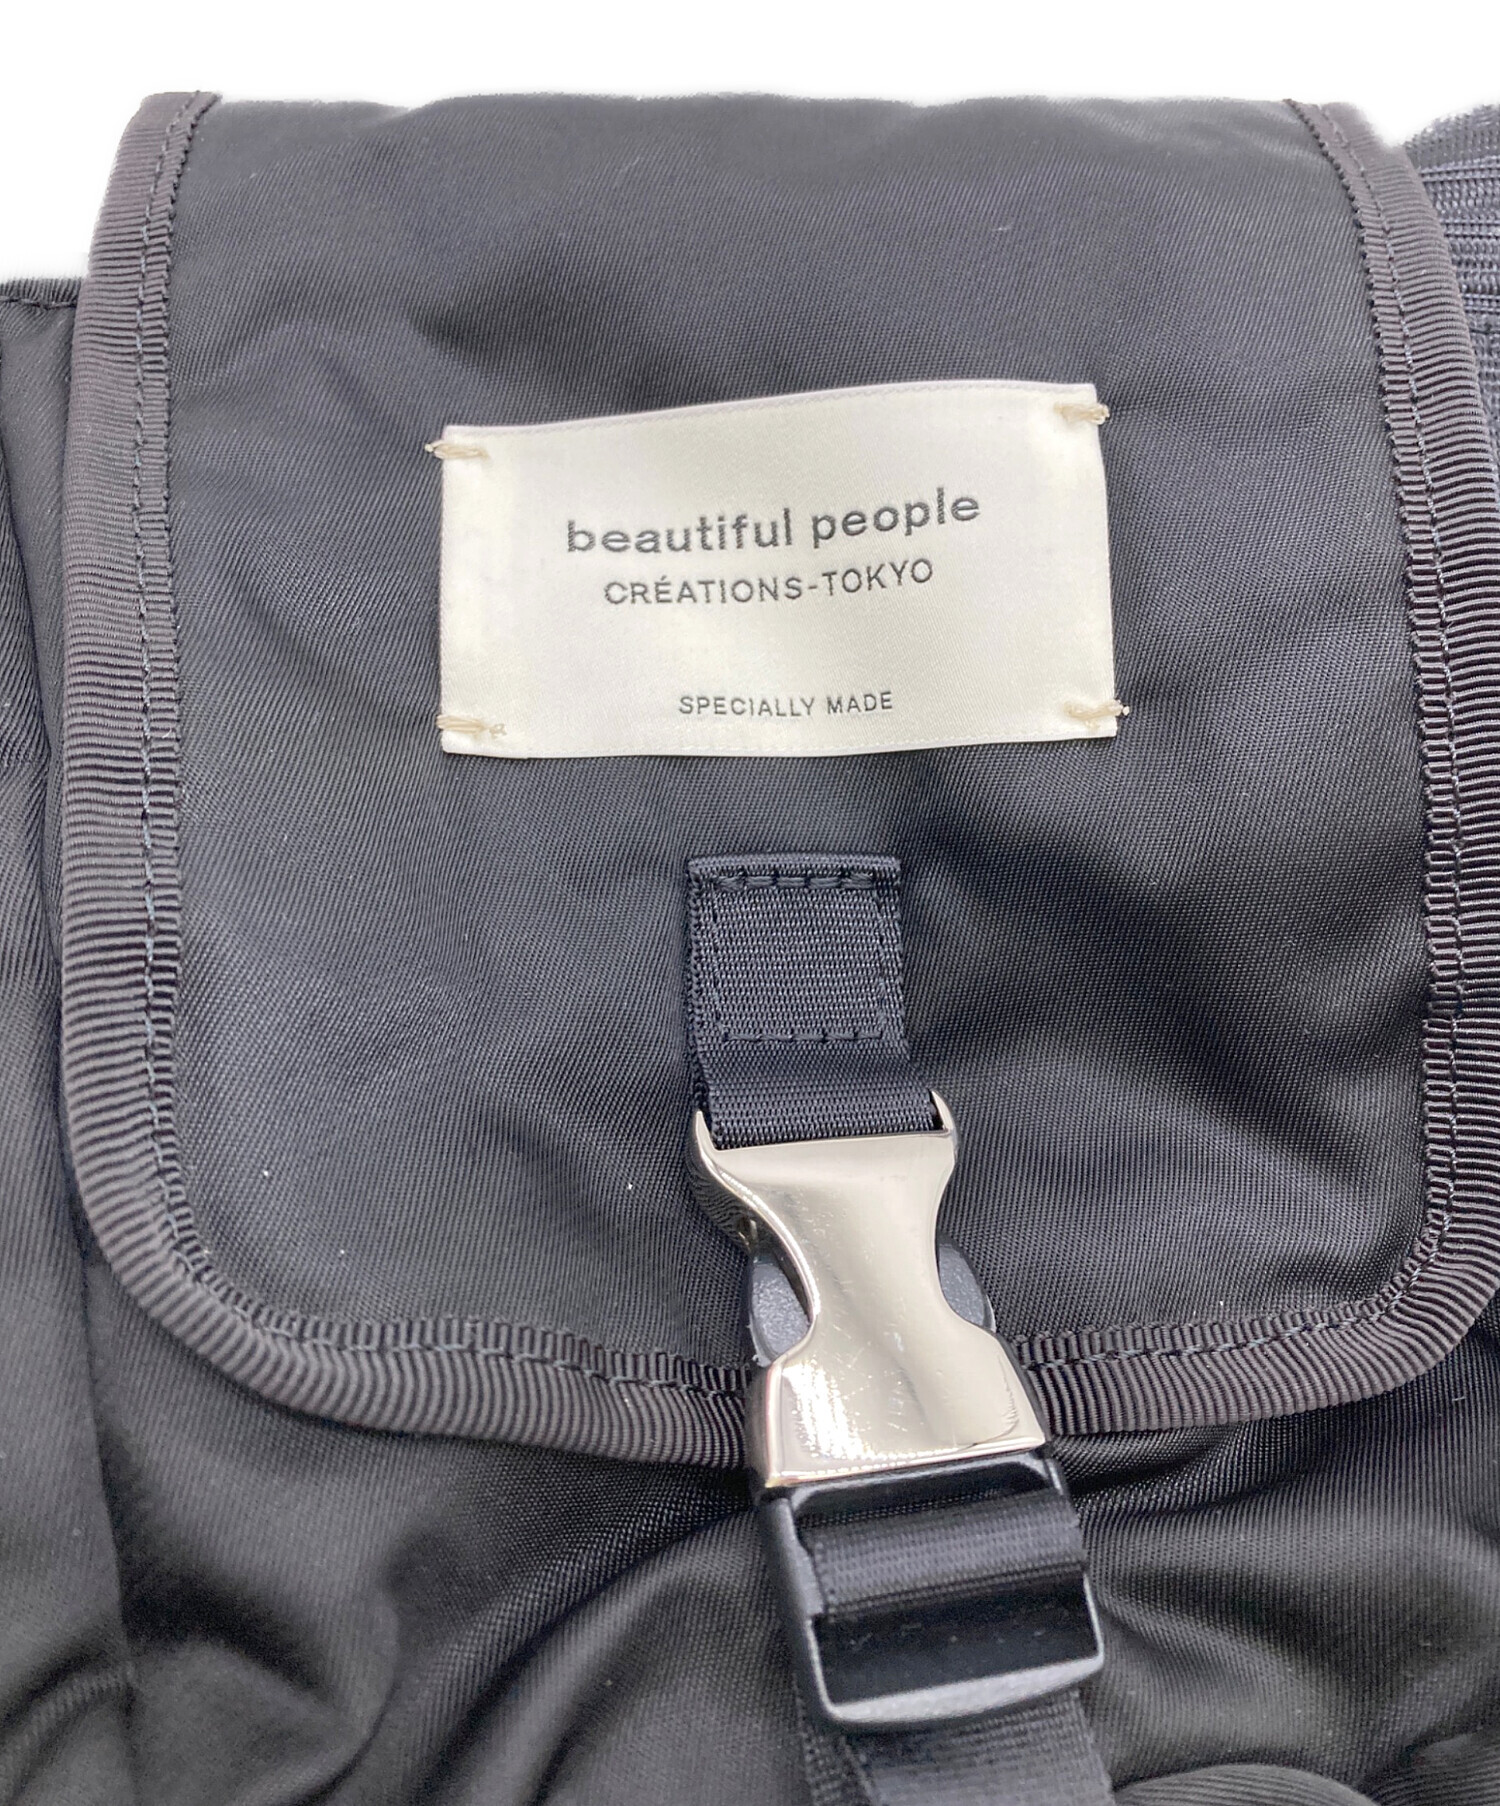 beautiful people
CRÉATIONS-TOKYO
SPECIALLY MADE